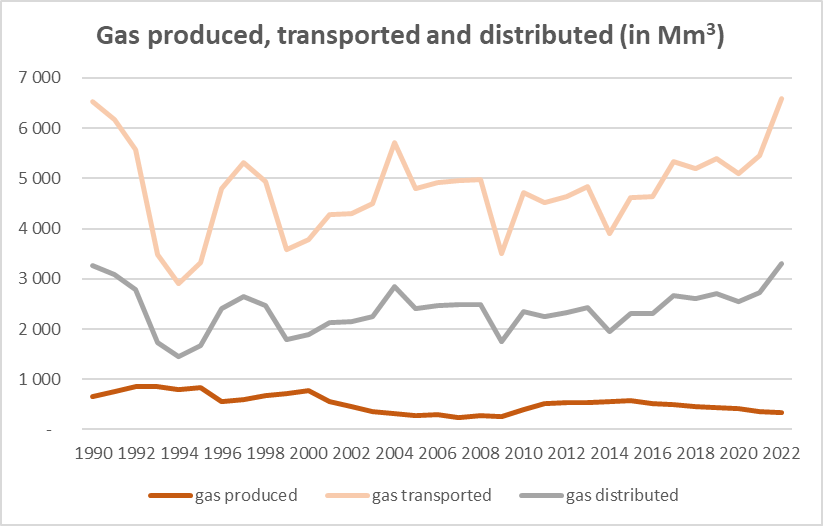 Gas produced, transported and distributed (in Mm³)
7 000
6 000
5 000
4 000
3 000
2 000
1 000
-
1990 1992 1994 1996 1998 2000 2002 2004 2006 2008 2010 2012 2014 2016 2018 2020 2022
gas produced gas transported gas distributed